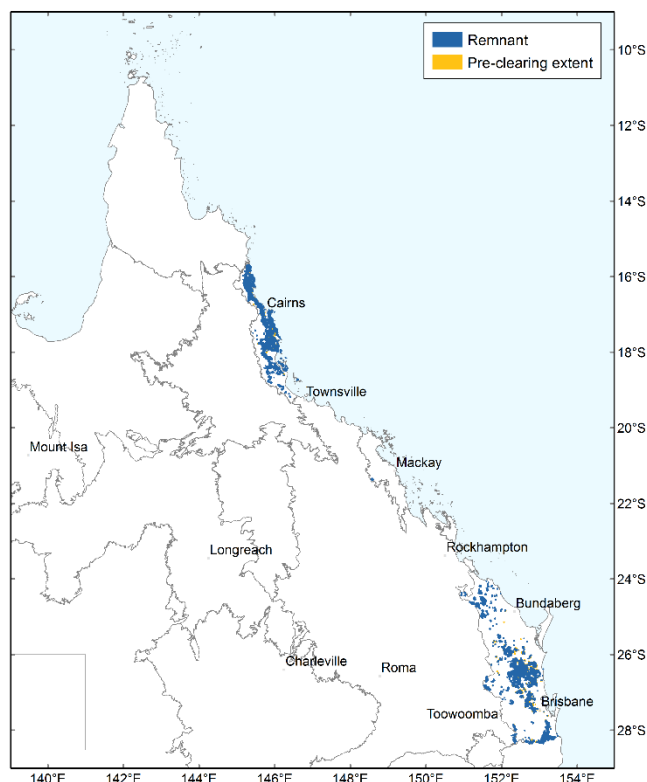 Remnant
Pre-clearing extent
10°S
12°S
14°S
16°S
Cairns
18°S
Townsville
20°S
Mount Isa
Mackay
22°S
Longreach
Rockhampton
24°S
Bundaberg
Charleville
Roma
26°S
Toowoomba
Brisbane
28°S
140°E 142°E 144°E 146°E 148°E 150°E 152°E 154°E